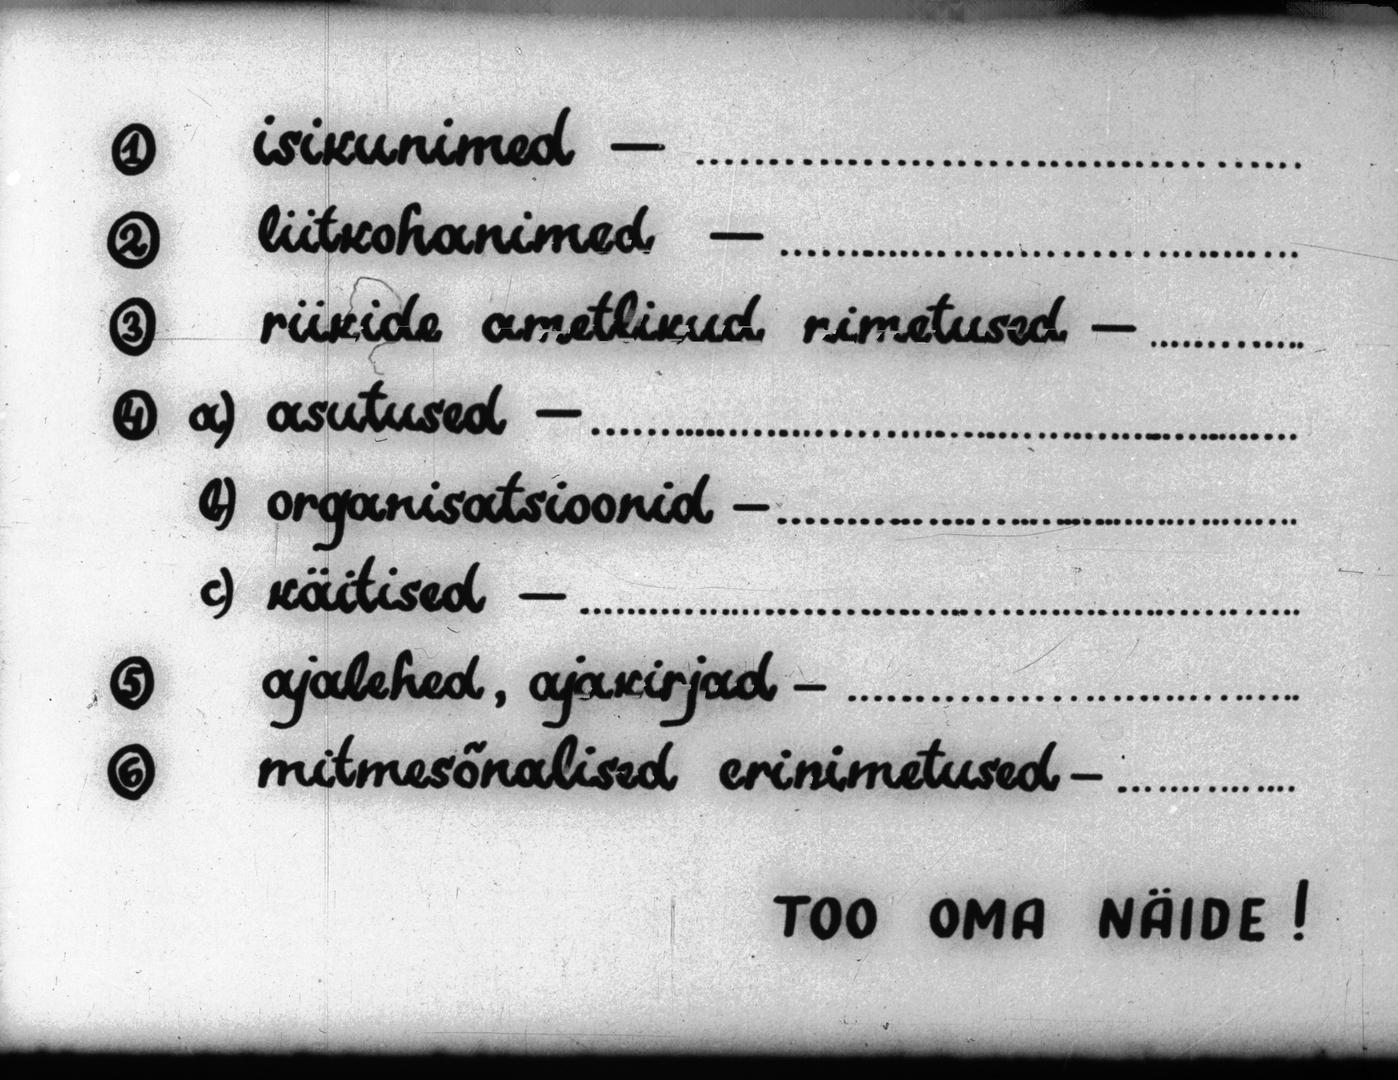 1 isikunimed — ..............................
2 liitkohanimed — ..............................
3 riikide ametlikud nimetused — ............
4 a) asutused — ..............................
b) organisatsioonid — ..............................
c) käitised — ..............................
5 ajalehed, ajakirjad — ..............................
6 mitmesõnalised erinimetused — ..............
TOO OMA NÄIDE!